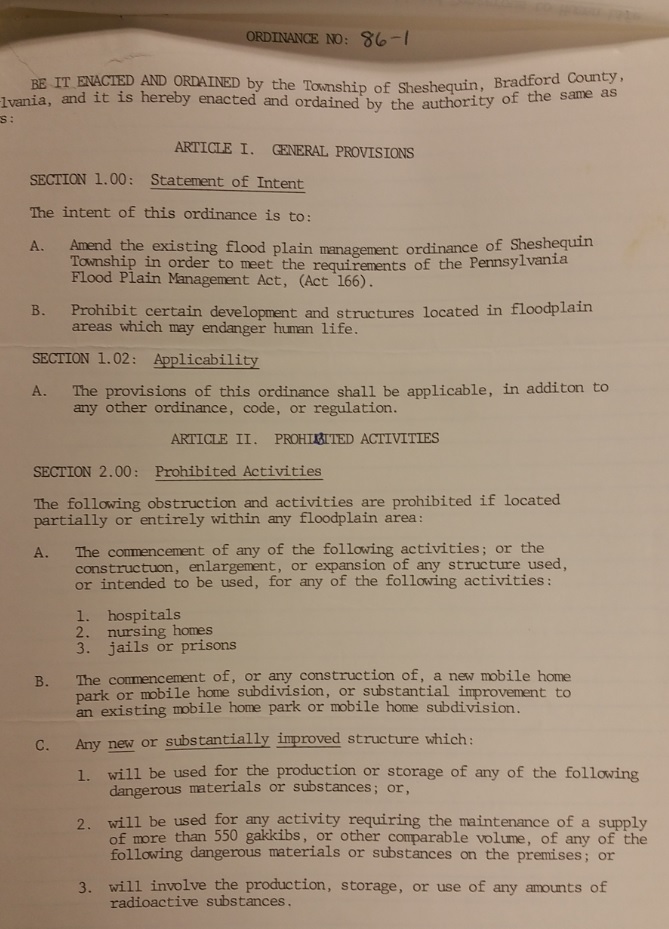 ORDINANCE NO: 86-1
BE IT ENACTED AND ORDAINED by the Township of Sheshequin, Bradford County,
lvania, and it is hereby enacted and ordained by the authority of the same as
s:
ARTICLE I. GENERAL PROVISIONS
SECTION 1.00: Statement of Intent
The intent of this ordinance is to:
A. Amend the existing flood plain management ordinance of Sheshequin
Township in order to meet the requirements of the Pennsylvania
Flood Plain Management Act, (Act 166).
B. Prohibit certain development and structures located in floodplain
areas which may endanger human life.
SECTION 1.02: Applicability
A. The provisions of this ordinance shall be applicable, in additon to
any other ordinance, code, or regulation.
ARTICLE II. PROHIBITED ACTIVITIES
SECTION 2.00: Prohibited Activities
The following obstruction and activities are prohibited if located
partially or entirely within any floodplain area:
A. The commencement of any of the following activities; or the
constructuon, enlargement, or expansion of any structure used,
or intended to be used, for any of the following activities:
1. hospitals
2. nursing homes
3. jails or prisons
B. The commencement of, or any construction of, a new mobile home
park or mobile home subdivision, or substantial improvement to
an existing mobile home park or mobile home subdivision.
C. Any new or substantially improved structure which:
1. will be used for the production or storage of any of the following
dangerous materials or substances; or,
2. will be used for any activity requiring the maintenance of a supply
of more than 550 gakkibs, or other comparable volume, of any of the
following dangerous materials or substances on the premises; or
3. will involve the production, storage, or use of any amounts of
radioactive substances.